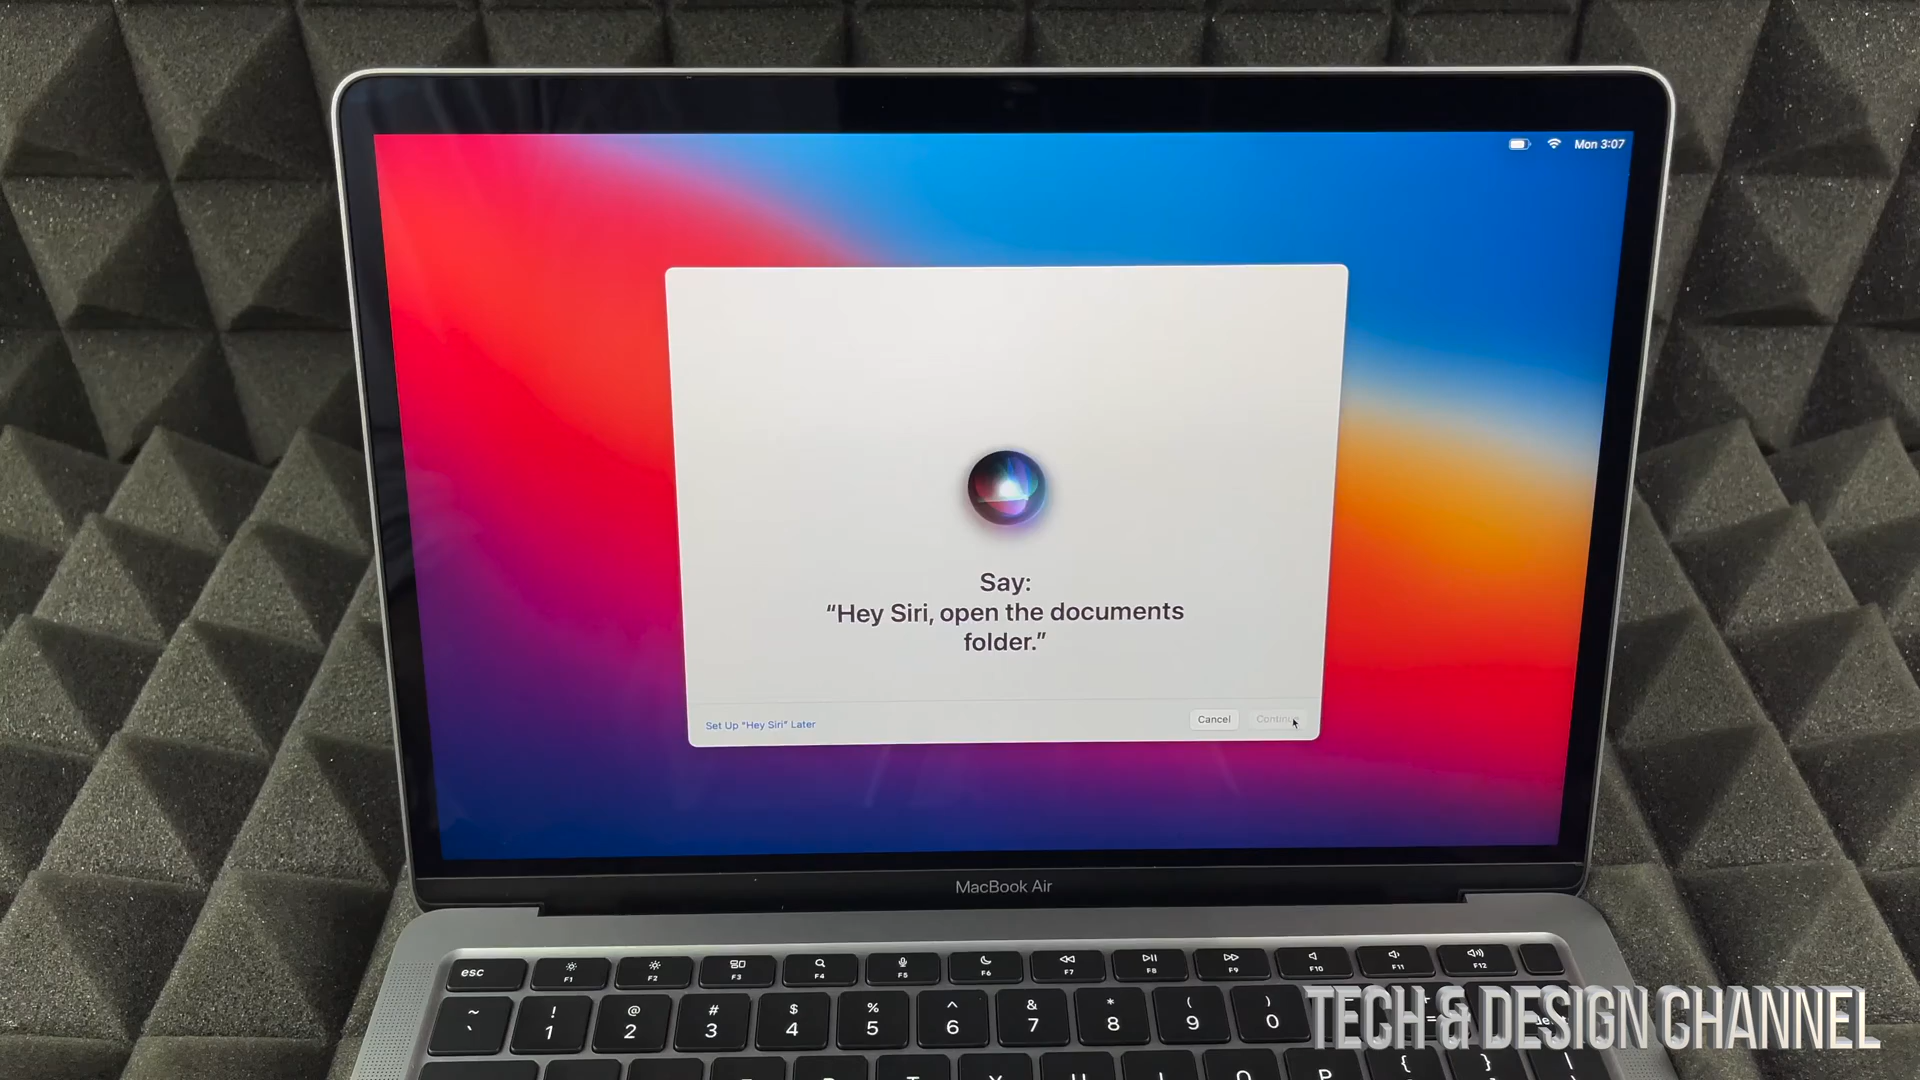 Mon 3:07
Say:
“Hey Siri, open the documents
folder.”
Set Up “Hey Siri” Later
Cancel
Continue
MacBook Air
esc
F1
F2
F3
F4
F5
F6
F7
F8
F9
F10
F11
F12
~ ! @ # $ % ^ & * ( )
` 1 2 3 4 5 6 7 8 9 0
TECH & DESIGN CHANNEL
{ }
P